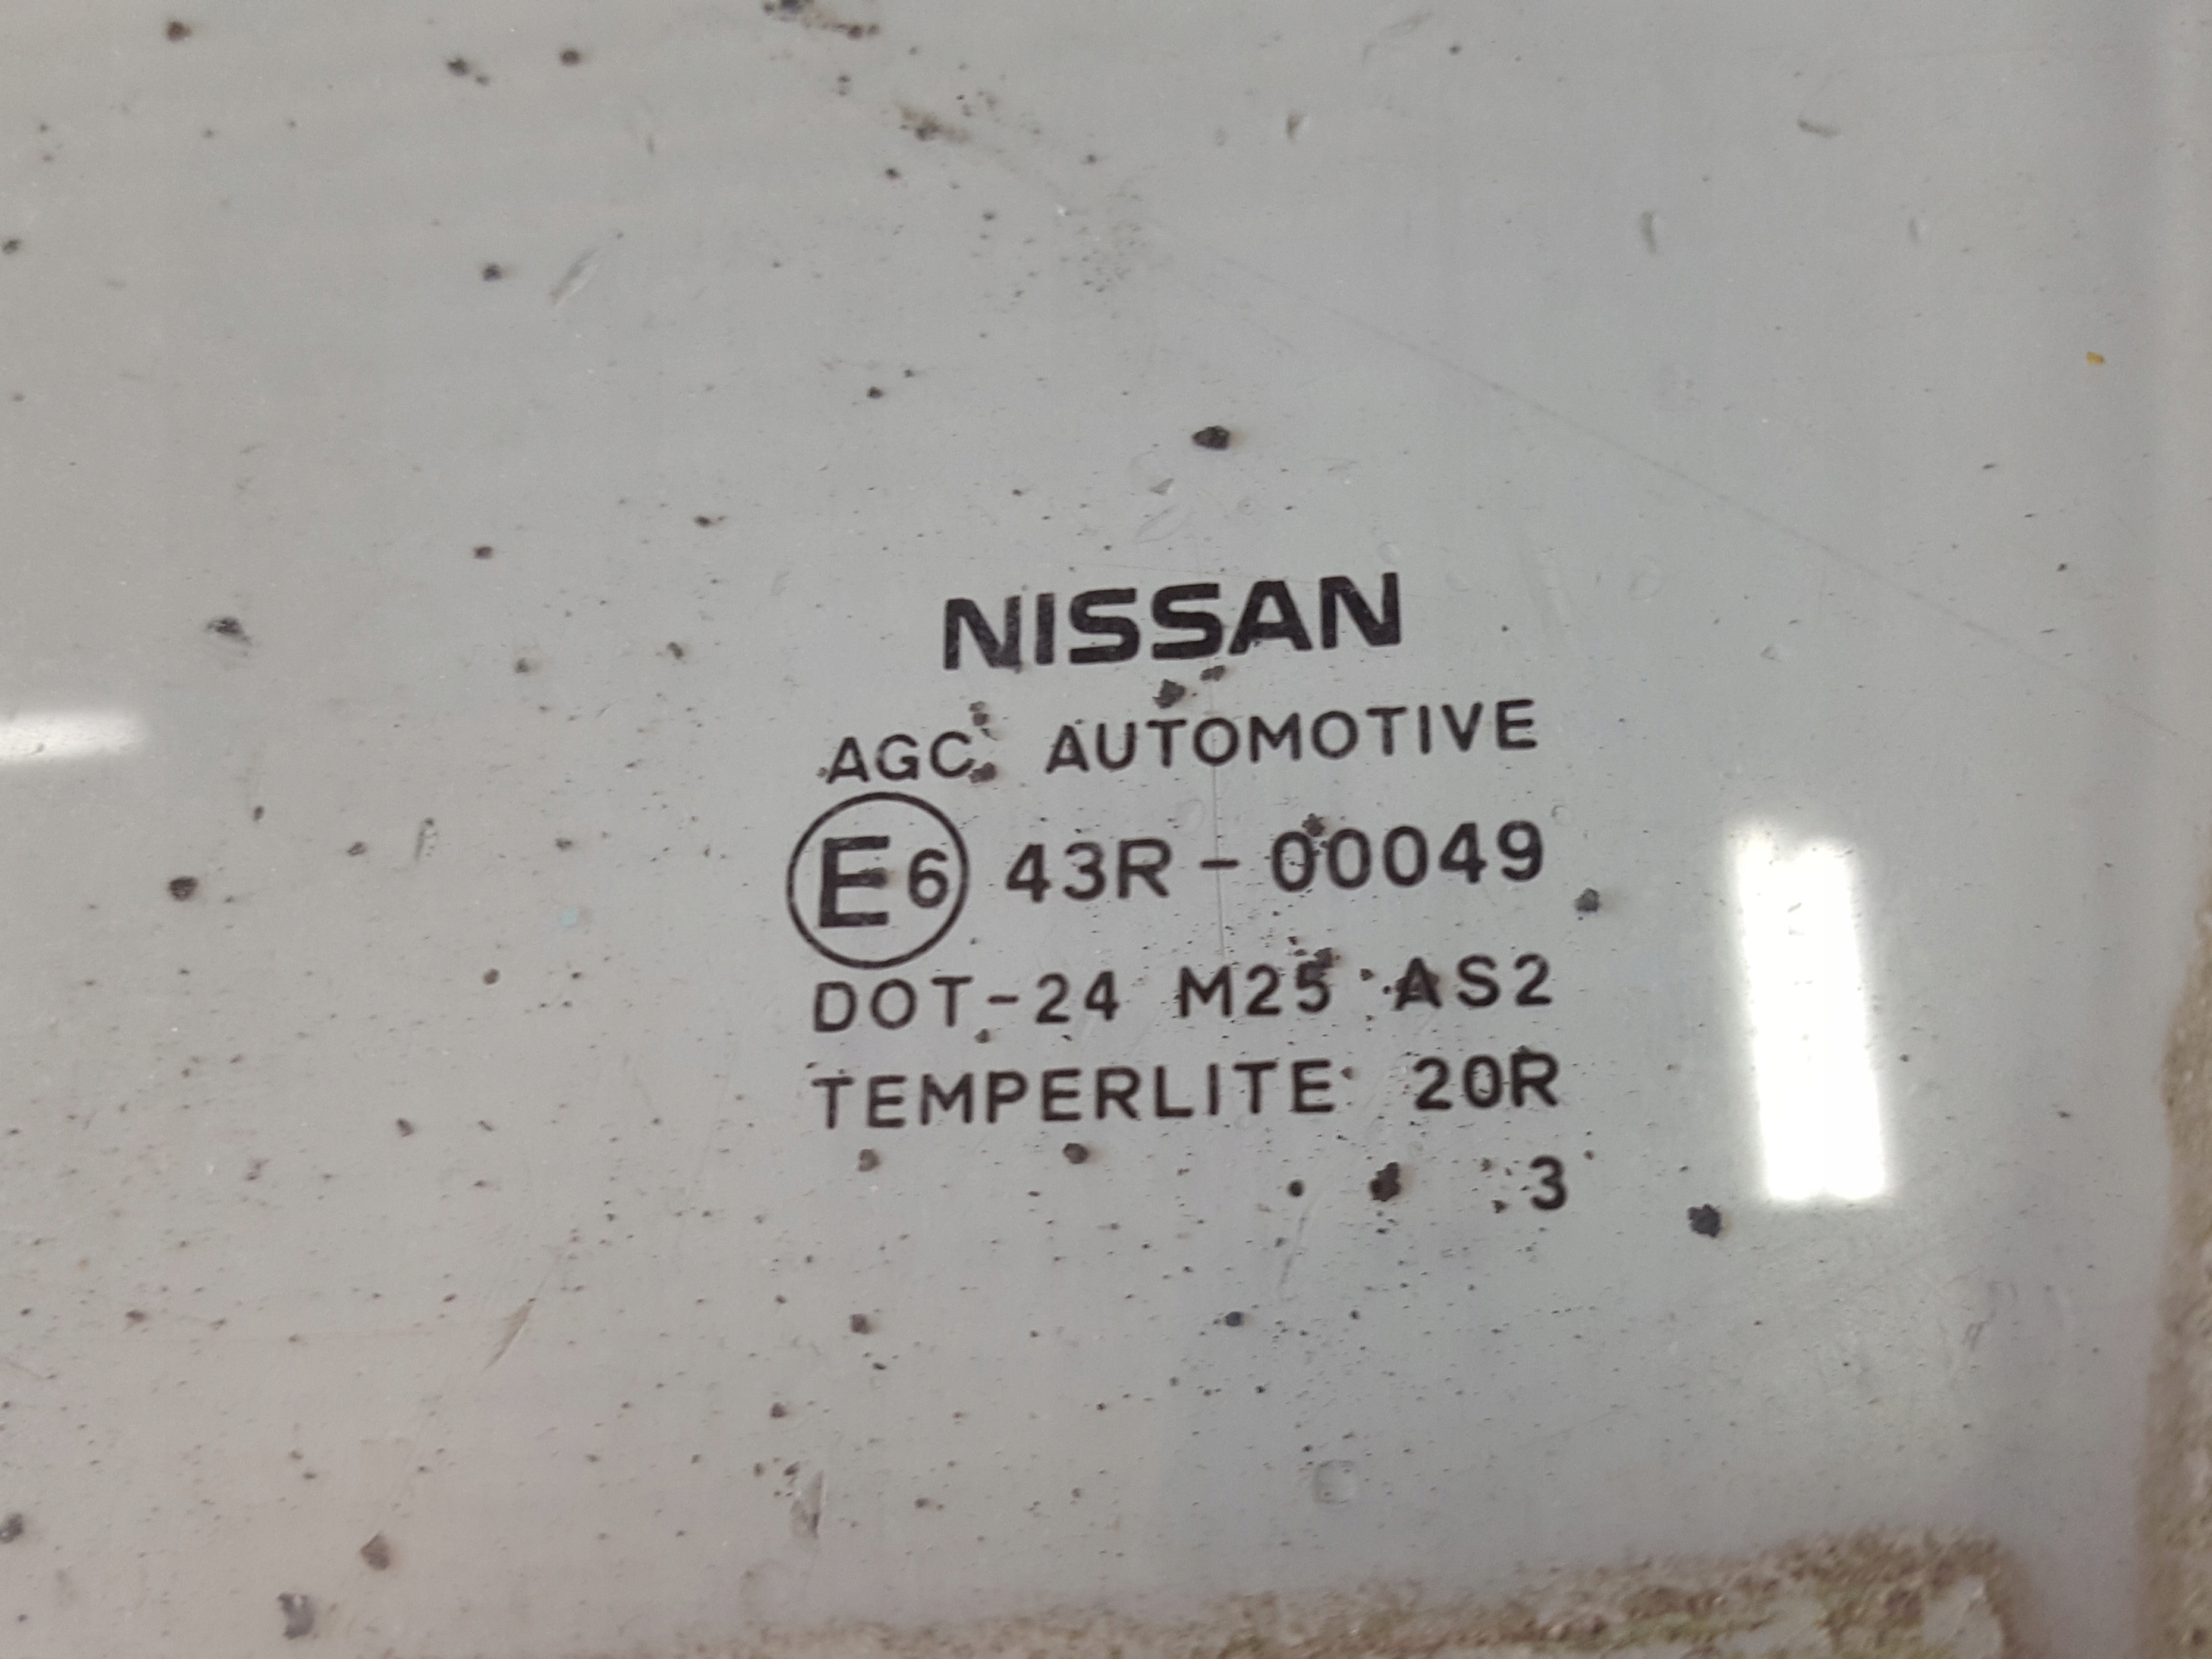 NISSAN
AGC AUTOMOTIVE
E6 43R-00049
DOT-24 M25 AS2
TEMPERLITE 20R
3